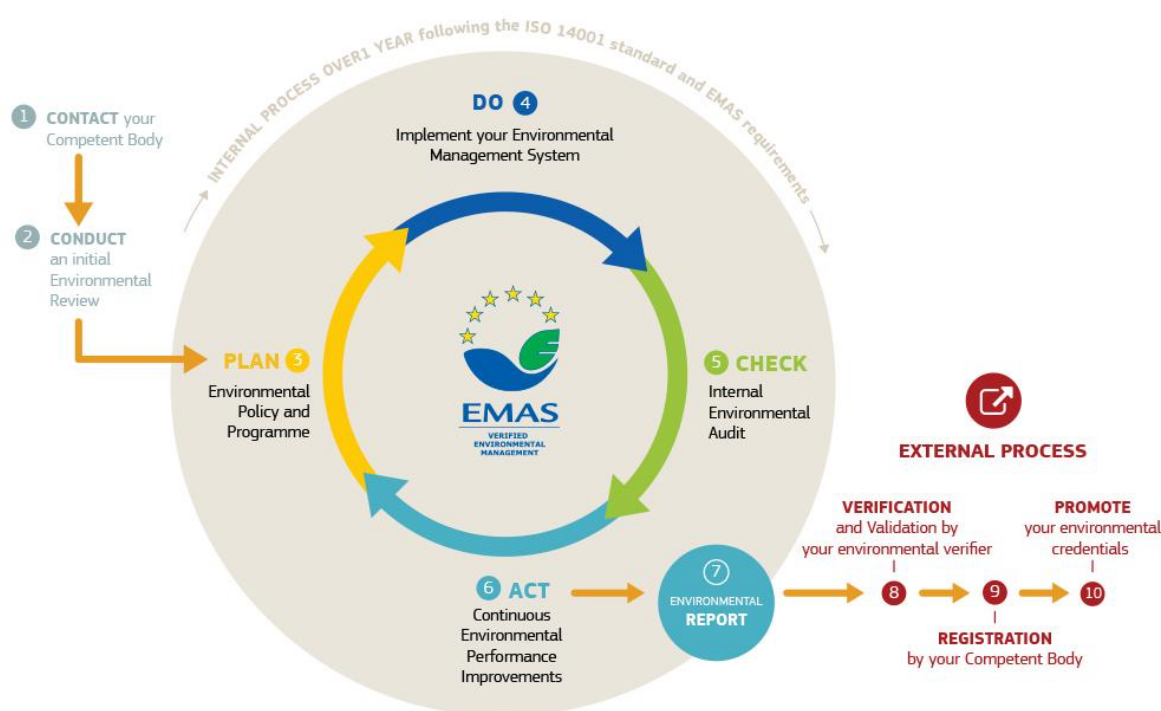 INTERNAL PROCESS OVER1 YEAR following the ISO 14001 standard and EMAS requirements
1 CONTACT your
Competent Body
2 CONDUCT
an initial
Environmental
Review
PLAN 3
Environmental
Policy and
Programme
DO 4
Implement your Environmental
Management System
5 CHECK
Internal
Environmental
Audit
EMAS
VERIFIED
ENVIRONMENTAL
MANAGEMENT
6 ACT
Continuous
Environmental
Performance
Improvements
7
ENVIRONMENTAL
REPORT
EXTERNAL PROCESS
VERIFICATION
and Validation by
your environmental verifier
8
9
REGISTRATION
by your Competent Body
PROMOTE
your environmental
credentials
10